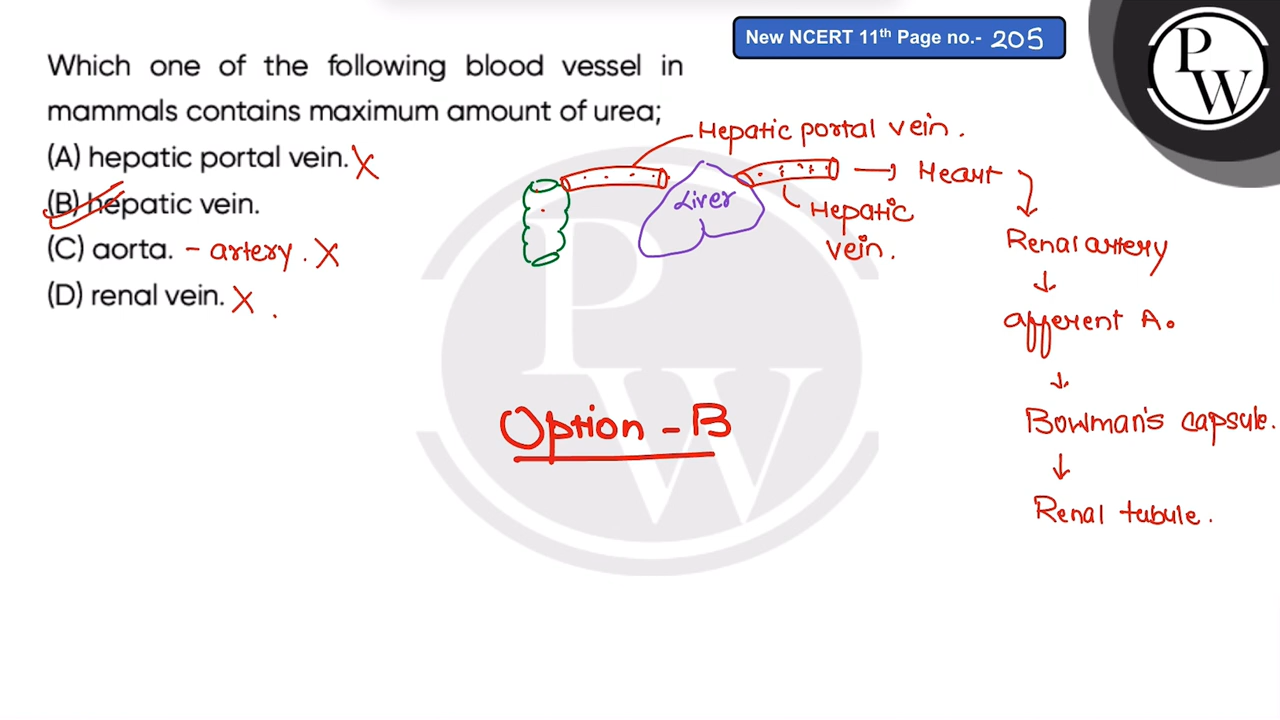 New NCERT 11th Page no.- 205
PW
Which one of the following blood vessel in
mammals contains maximum amount of urea;
(A) hepatic portal vein. X
(B) hepatic vein.
(C) aorta. - artery. X
(D) renal vein. X
Hepatic portal vein.
Liver
Hepatic
vein.
Heart
Renal artery
afferent A.
Bowman's capsule.
Renal tubule.
Option - B
PW